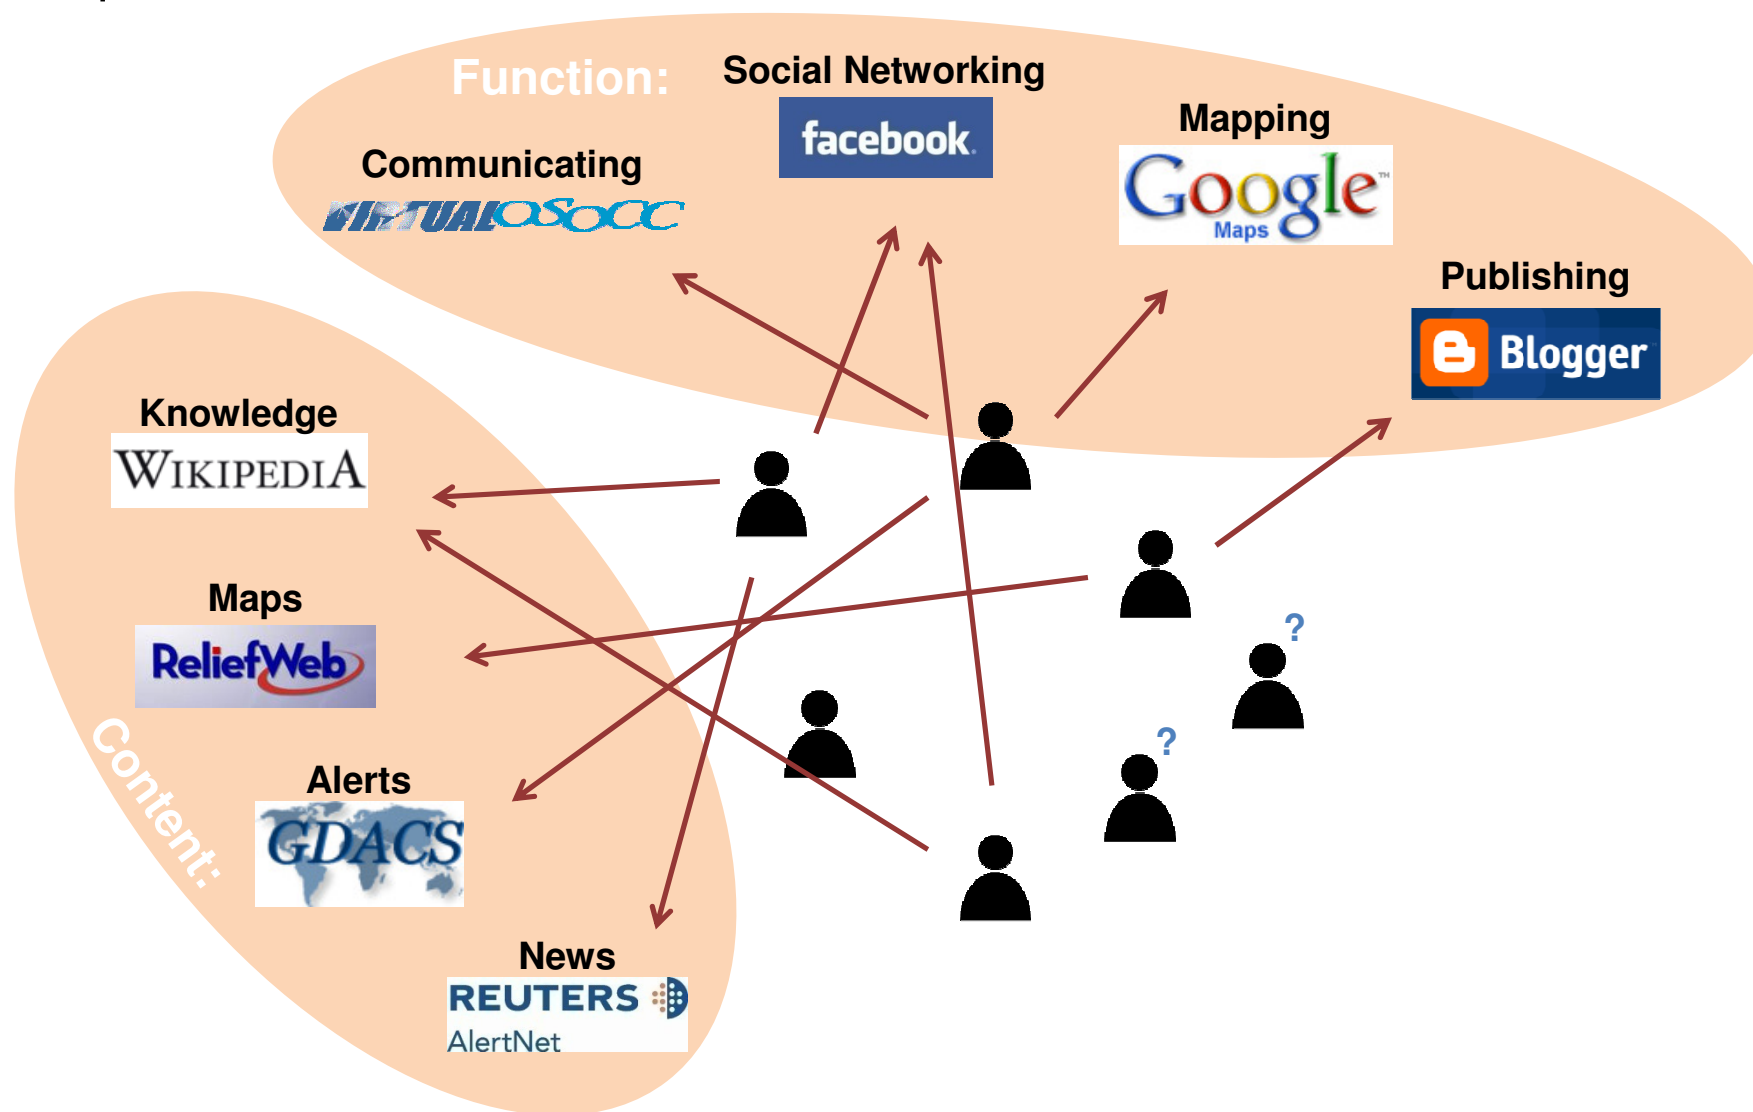 Function:
Social Networking
facebook.
Mapping
Google™
Maps
Communicating
VIRTUALOSOCC
Publishing
Blogger
Knowledge
WIKIPEDIA
Maps
ReliefWeb
?
?
Content:
Alerts
GDACS
News
REUTERS
AlertNet